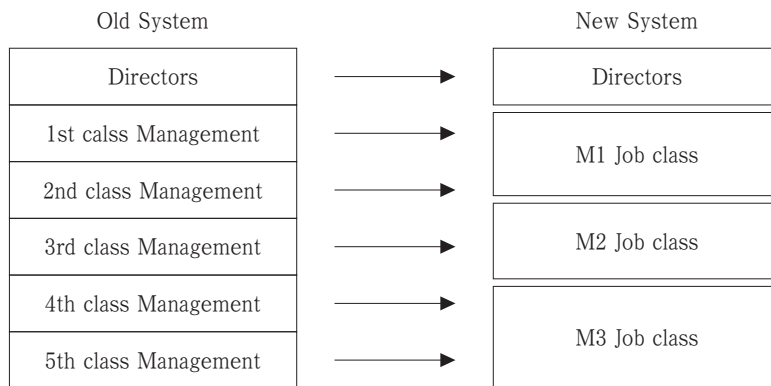 Old System
New System
Directors
Directors
1st calss Management
M1 Job class
2nd class Management
3rd class Management
M2 Job class
4th class Management
M3 Job class
5th class Management